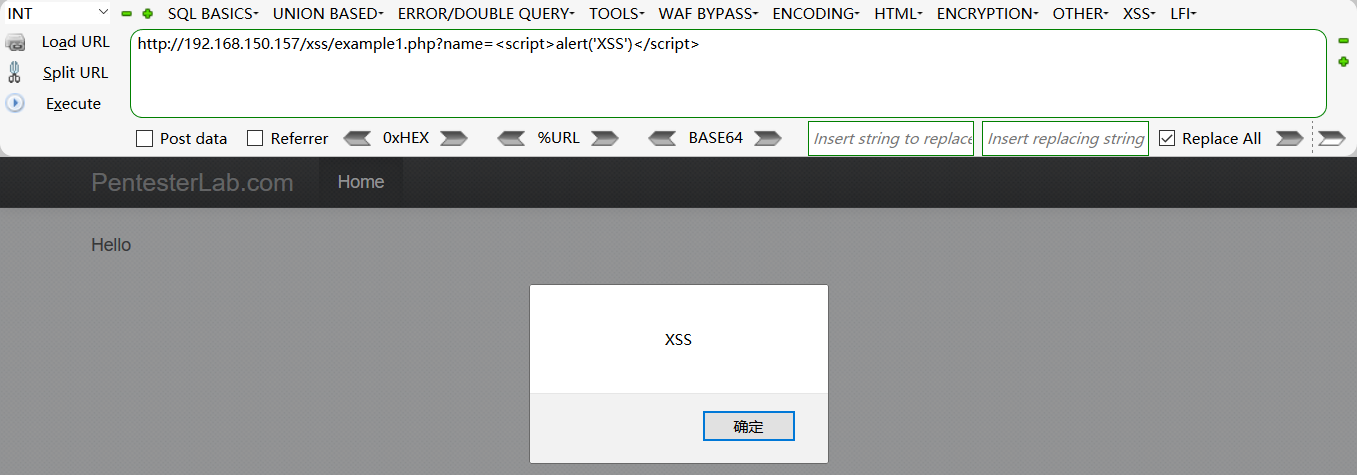 INT SQL BASICS UNION BASED ERROR/DOUBLE QUERY TOOLS WAF BYPASS ENCODING HTML ENCRYPTION OTHER XSS LFI
Load URL
Split URL
Execute
http://192.168.150.157/xss/example1.php?name=<script>alert('XSS')</script>
Post data Referrer 0xHEX %URL BASE64 Insert string to replace Insert replacing string Replace All
PentesterLab.com Home
Hello
XSS
确定